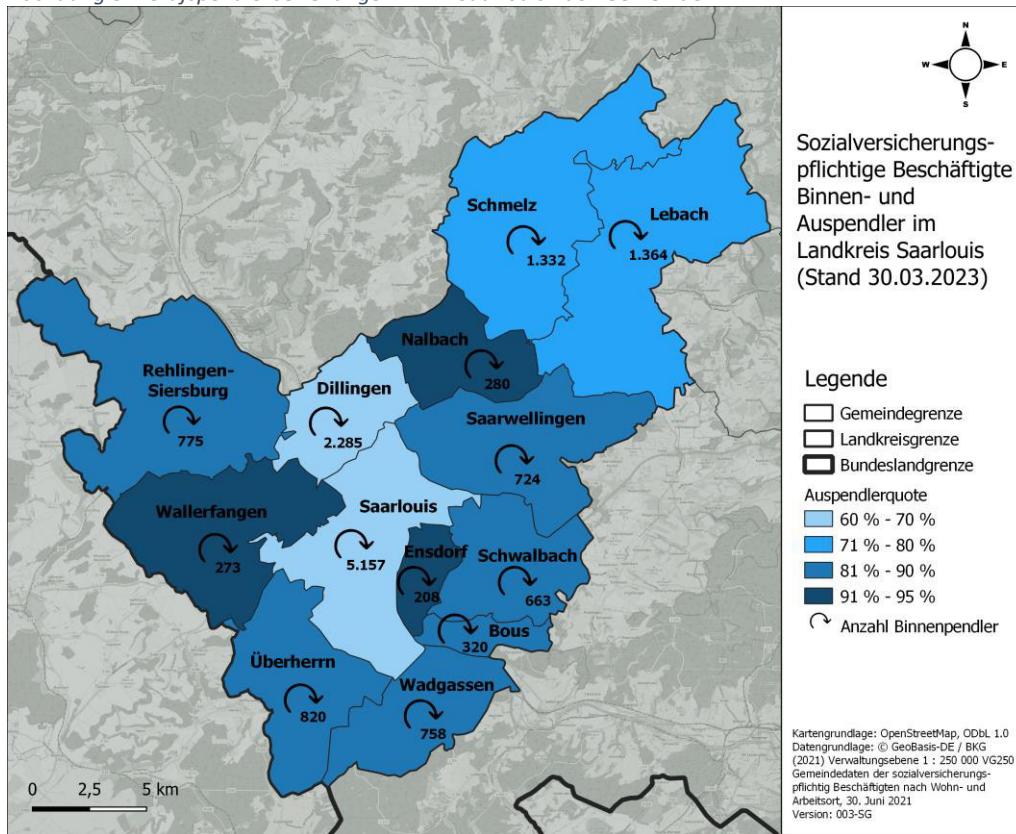 N
W E
S
Sozialversicherungs-
pflichtige Beschäftigte
Binnen- und
Auspendler im
Landkreis Saarlouis
(Stand 30.03.2023)
Schmelz
1.332
Lebach
1.364
Nalbach
280
Rehlingen-
Siersburg
775
Dillingen
2.285
Saarwellingen
724
Wallerfangen
273
Saarlouis
5.157
Ensdorf
208
Schwalbach
663
Bous
320
Überherrn
820
Wadgassen
758
Legende
Gemeindegrenze
Landkreisgrenze
Bundeslandgrenze
Auspendlerquote
60 % - 70 %
71 % - 80 %
81 % - 90 %
91 % - 95 %
Anzahl Binnenpendler
0 2,5 5 km
Kartengrundlage: OpenStreetMap, ODbL 1.0
Datengrundlage: © GeoBasis-DE / BKG
(2021) Verwaltungsebene 1 : 250 000 VG250
Gemeindedaten der sozialversicherungs-
pflichtig Beschäftigten nach Wohn- und
Arbeitsort, 30. Juni 2021
Version: 003-SG